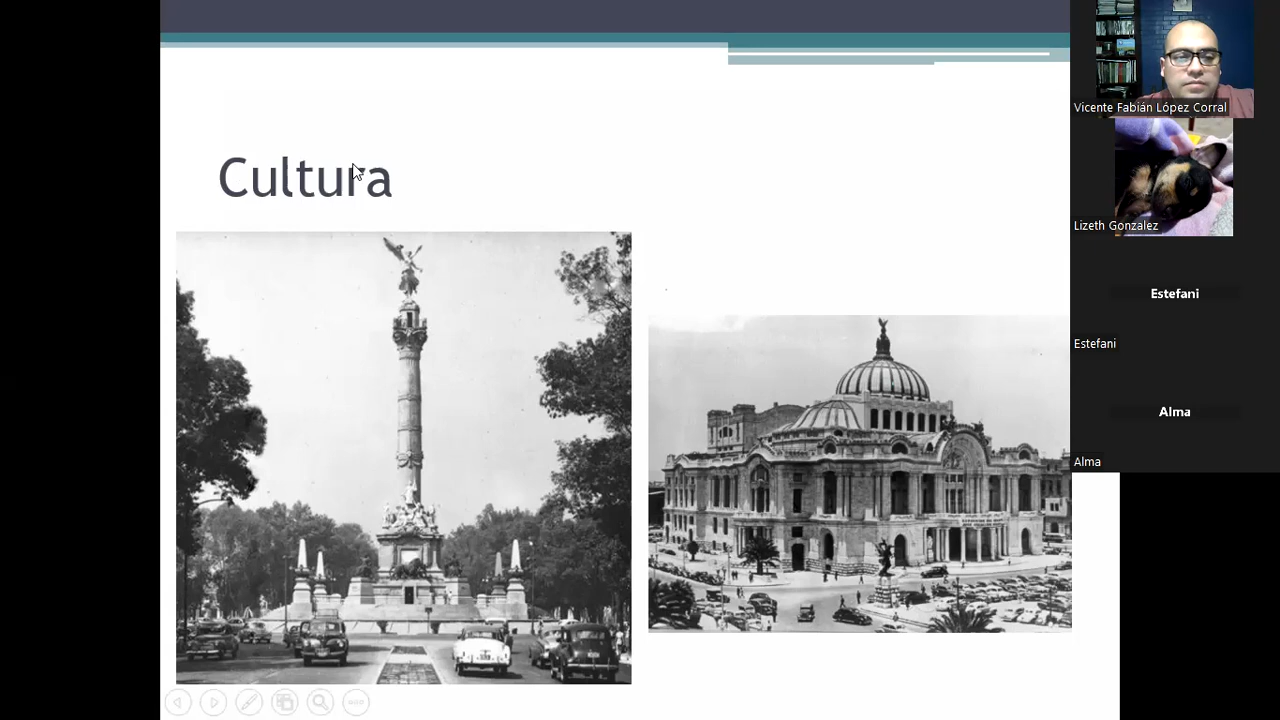 Cultura
Vicente Fabián López Corral
Lizeth Gonzalez
Estefani
Estefani
Alma
Alma